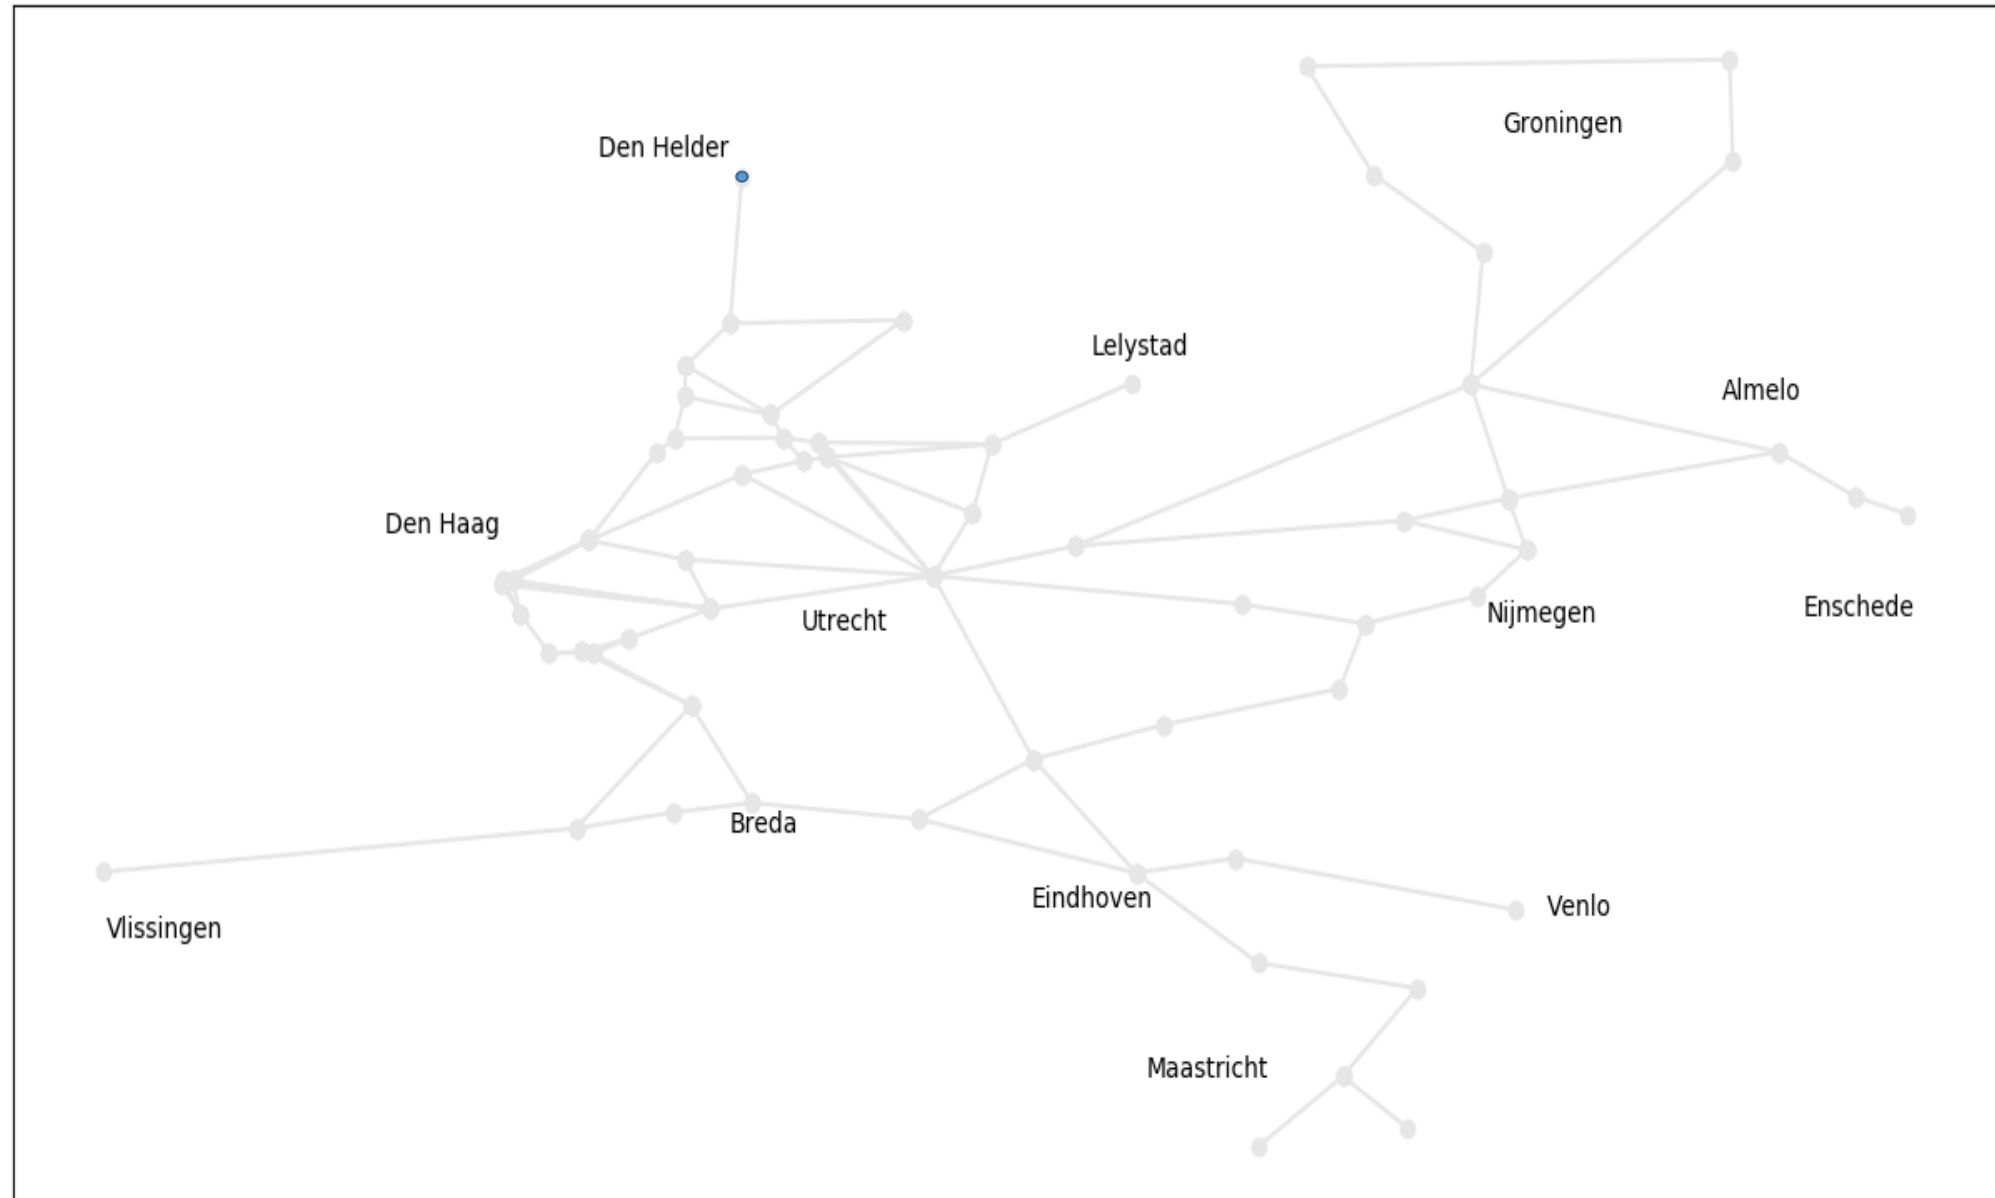 Groningen
Den Helder
Lelystad
Almelo
Den Haag
Enschede
Nijmegen
Utrecht
Breda
Eindhoven
Venlo
Vlissingen
Maastricht